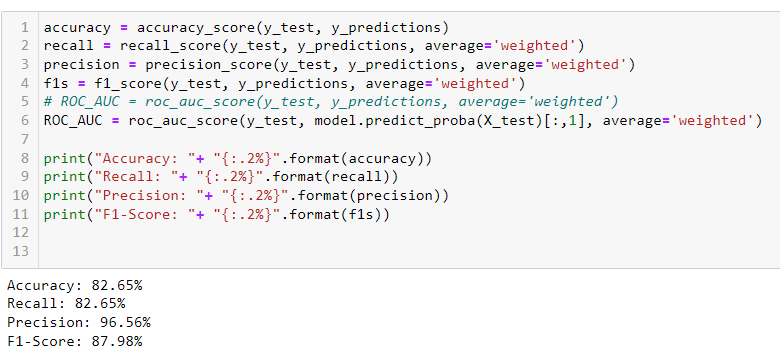 1 accuracy = accuracy_score(y_test, y_predictions)
2 recall = recall_score(y_test, y_predictions, average='weighted')
3 precision = precision_score(y_test, y_predictions, average='weighted')
4 f1s = f1_score(y_test, y_predictions, average='weighted')
5 # ROC_AUC = roc_auc_score(y_test, y_predictions, average='weighted')
6 ROC_AUC = roc_auc_score(y_test, model.predict_proba(X_test)[:,1], average='weighted')
7
8 print("Accuracy: "+ "{:.2%}".format(accuracy))
9 print("Recall: "+ "{:.2%}".format(recall))
10 print("Precision: "+ "{:.2%}".format(precision))
11 print("F1-Score: "+ "{:.2%}".format(f1s))
12
13
Accuracy: 82.65%
Recall: 82.65%
Precision: 96.56%
F1-Score: 87.98%